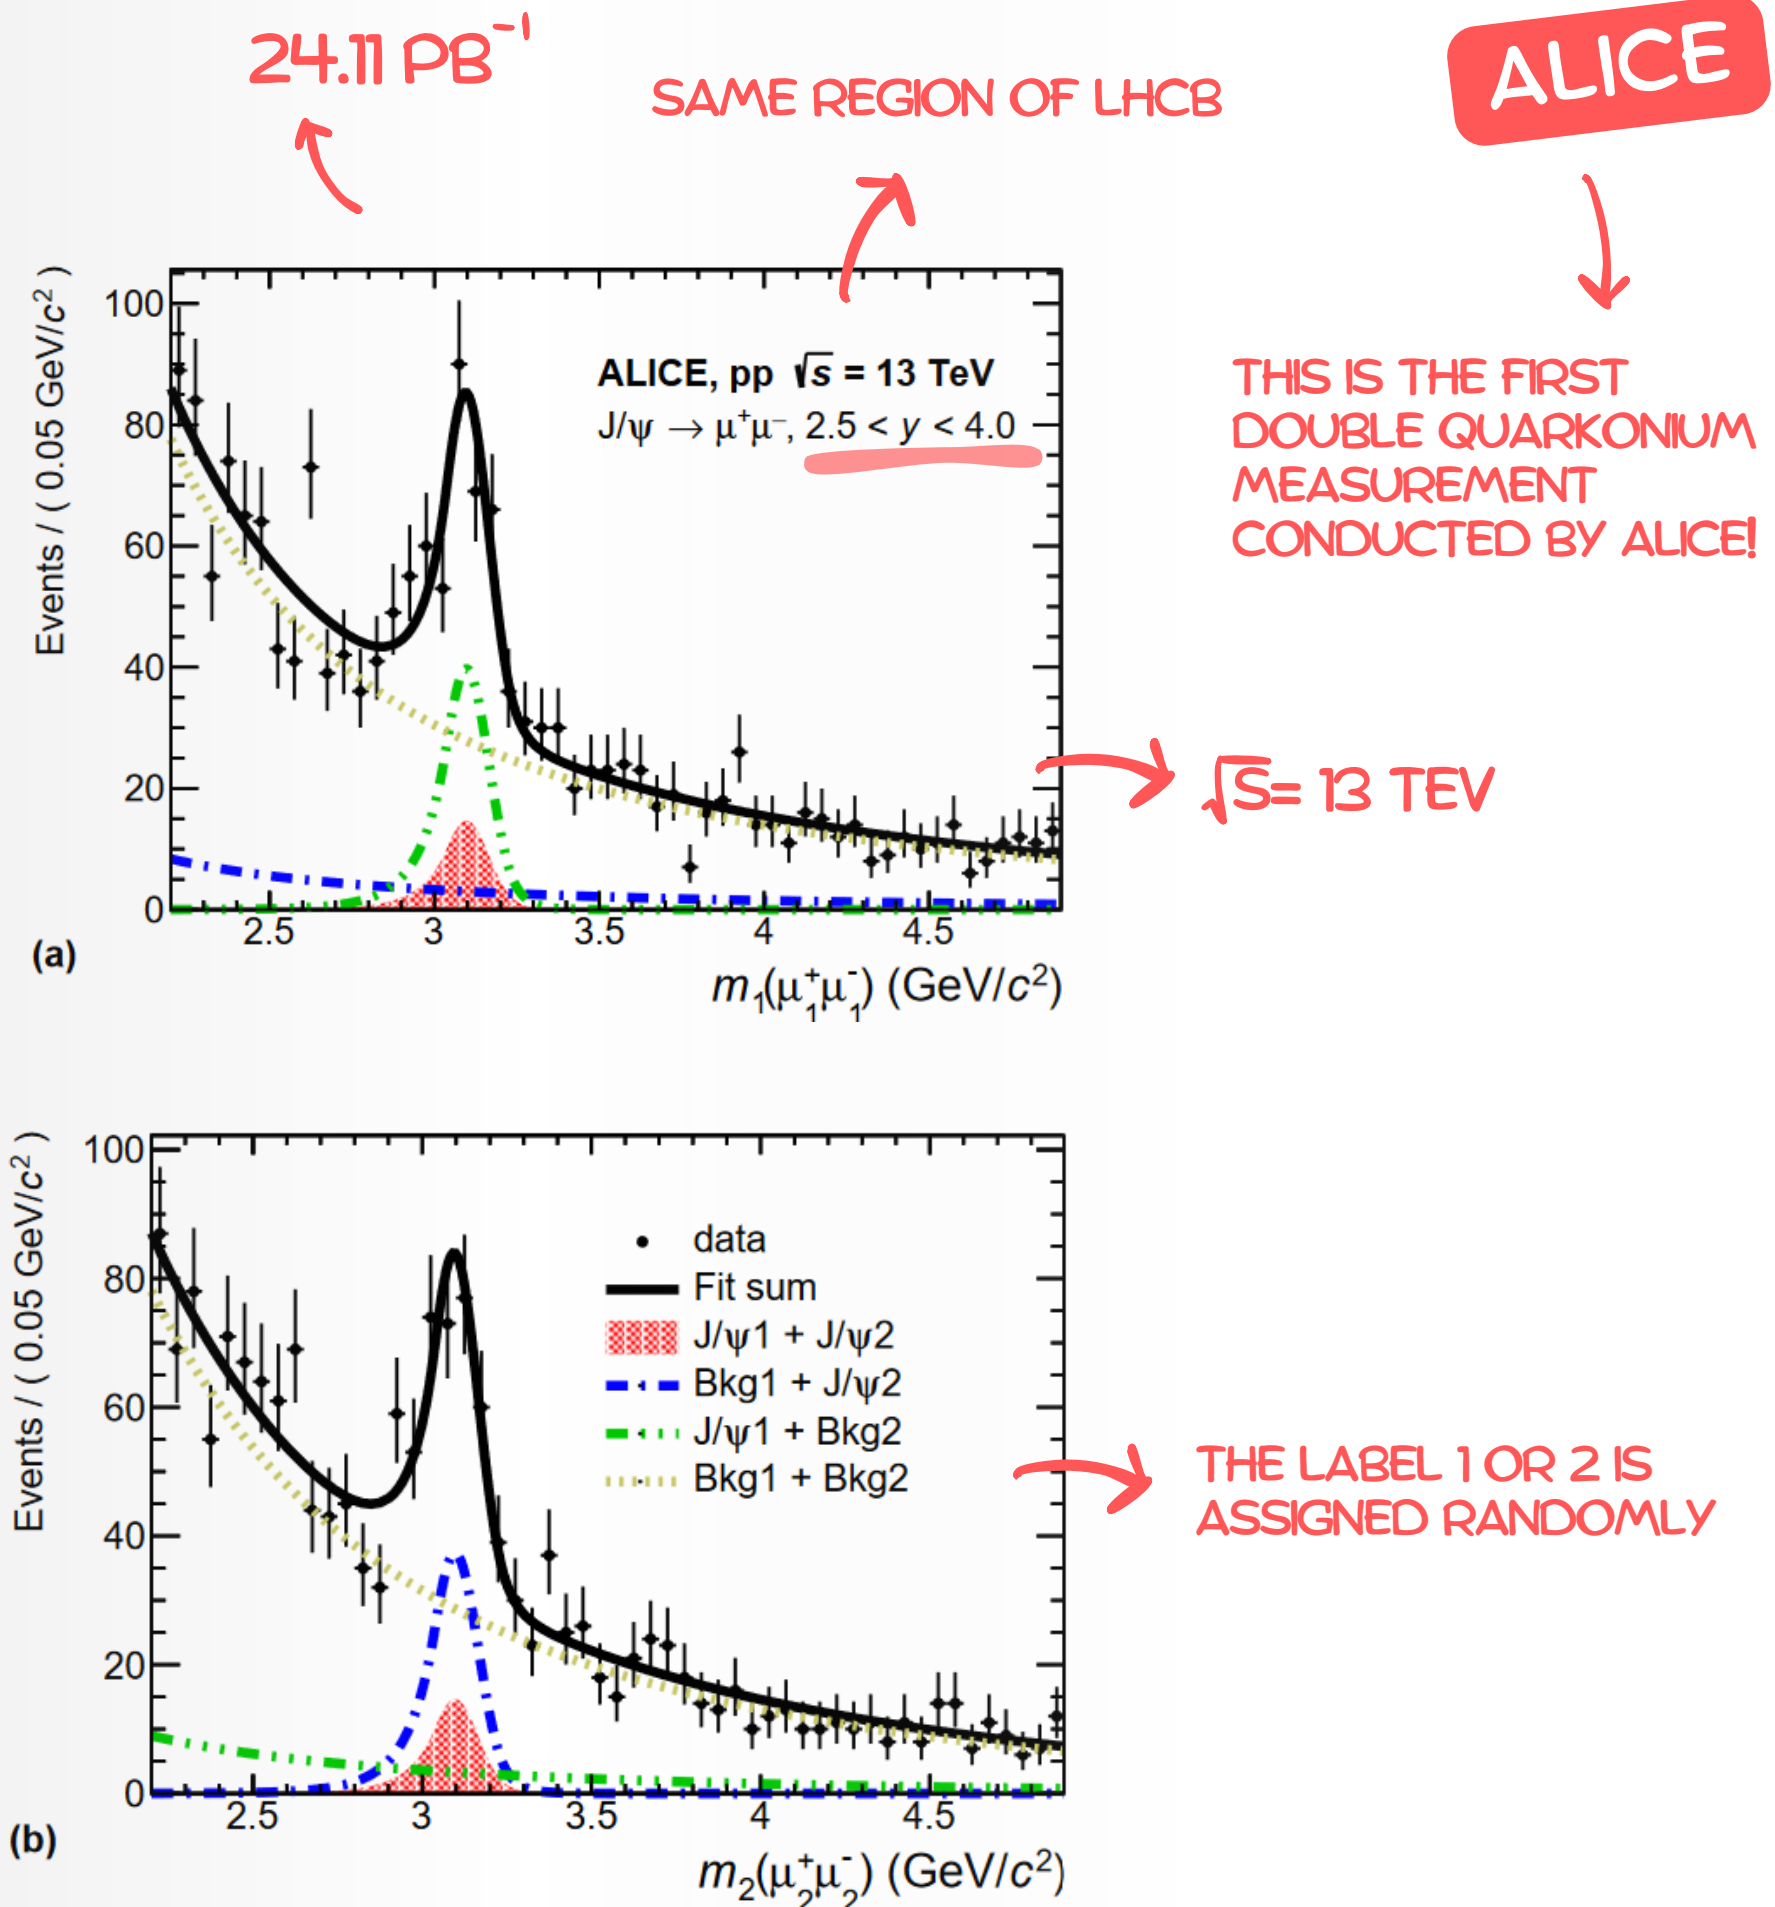 24.11 PB⁻¹
SAME REGION OF LHCB
ALICE
THIS IS THE FIRST
DOUBLE QUARKONIUM
MEASUREMENT
CONDUCTED BY ALICE!
Events / ( 0.05 GeV/c² )
100
80
60
40
20
0
ALICE, pp √s = 13 TeV
J/ψ → μ⁺μ⁻, 2.5 < y < 4.0
√S= 13 TEV
2.5 3 3.5 4 4.5
(a)
m₁(μ₁⁺μ₁⁻) (GeV/c²)
Events / ( 0.05 GeV/c² )
100
80
60
40
20
0
data
Fit sum
J/ψ1 + J/ψ2
Bkg1 + J/ψ2
J/ψ1 + Bkg2
Bkg1 + Bkg2
THE LABEL 1 OR 2 IS
ASSIGNED RANDOMLY
2.5 3 3.5 4 4.5
(b)
m₂(μ₂⁺μ₂⁻) (GeV/c²)